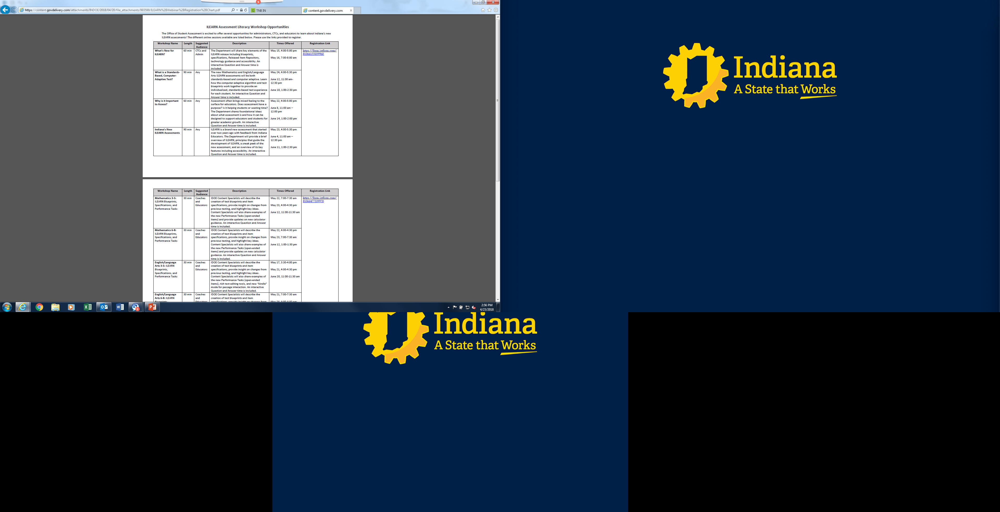 9
https://content.govdelivery.com/attachments/INDOE/2018/04/20/file_attachments/993599/ILEARN%2BWebinar%2BRegistration%2BChart.pdf
TN8 IN
content.govdelivery.com
ILEARN Assessment Literacy Workshop Opportunities
The Office of Student Assessment is excited to offer several opportunities for administrators, CTCs, and educators to learn about Indiana's new
ILEARN assessments! The different online sessions available are listed below. Please use the links provided to register.
Workshop Name Length Suggested Audience Description Times Offered Registration Link
What's New for
ILEARN?
60 min
CTCs and
Admin
The Department will share key elements of the
ILEARN release including blueprints,
specifications, Released Item Repository,
technology guidance and accessibility. An
interactive Question and Answer time is
included.
May 15, 4:00-5:00 pm
May 16, 7:00-8:00 am
https://form.jotform.com/
81066155039960
What is a Standards-
Based, Computer-
Adaptive Test?
90 min
Any
The new Mathematics and English/Language
Arts ILEARN assessments will be both
standards-based and computer adaptive. Learn
how the computer-adaptive algorithm and test
blueprints work together to provide an
individualized, standards-based test experience
for each student. An interactive Question and
Answer time is included.
May 24, 4:00-5:30 pm
June 12, 11:00 am-
12:30 pm
June 18, 1:00-2:30 pm
Why is it Important
to Assess?
60 min
Any
Assessment often brings mixed feeling to the
surface for educators. Does assessment have a
purpose? Is it helping students or wasting time?
The Department shares foundational ideas
about what assessment is and how it can be
designed to support educators and students for
greater academic growth. An interactive
Question and Answer time is included.
May 22, 4:00-5:00 pm
June 8, 11:00 am –
12:00 pm
June 14, 1:00-2:00 pm
Indiana's New
ILEARN Assessments
90 min
Any
ILEARN is a brand new assessment that started
over two years ago with feedback from Indiana
Educators. The Department will provide a brief
overview of ILEARN, principles that guide the
development of ILEARN, a sneak peek of the
new assessment, and an overview of its key
features including accessibility. An interactive
Question and Answer time is included.
May 23, 4:00-5:30 pm
June 4, 11:00 am –
12:30 pm
June 11, 1:00-2:30 pm
Workshop Name Length Suggested Audience Description Times Offered Registration Link
Mathematics 3-5:
ILEARN Blueprints,
Specifications, and
Performance Tasks
30 min
Coaches
and
Educators
IDOE Content Specialists will describe the
creation of test blueprints and item
specifications, provide insight on changes from
previous testing, and highlight key ideas.
Content Specialists will also share examples of
the new Performance Tasks (open-ended
items) and provide updates on new calculator
guidance. An interactive Question and Answer
time is included.
May 22, 7:00-7:30 am
May 23, 4:00-4:30 pm
June 12, 11:00-11:30 am
https://form.jotform.com/
81066477339970
Mathematics 6-8:
ILEARN Blueprints,
Specifications, and
Performance Tasks
30 min
Coaches
and
Educators
IDOE Content Specialists will describe the
creation of test blueprints and item
specifications, provide insight on changes from
previous testing, and highlight key ideas.
Content Specialists will also share examples of
the new Performance Tasks (open-ended
items) and provide updates on new calculator
guidance. An interactive Question and Answer
time is included.
May 22, 4:00-4:30 pm
May 23, 7:00-7:30 am
June 12, 1:00-1:30 pm
English/Language
Arts 3-5: ILEARN
Blueprints,
Specifications, and
Performance Tasks
30 min
Coaches
and
Educators
IDOE Content Specialists will describe the
creation of test blueprints and item
specifications, provide insight on changes from
previous testing, and highlight key ideas.
Content Specialists will also share examples of
the new Performance Tasks (open-ended
items), rich text editing tools, and new "kindle"
mode for passage interaction. An interactive
Question and Answer time is included.
May 17, 3:30-4:00 pm
May 21, 4:00-4:30 pm
June 20, 11:00-11:30 am
English/Language
Arts 6-8: ILEARN
30 min
Coaches
and
IDOE Content Specialists will describe the
creation of test blueprints and item
May 21, 7:00-7:30 am
2:56 PM
4/23/2018
Indiana
A State that Works
Indiana
A State that Works